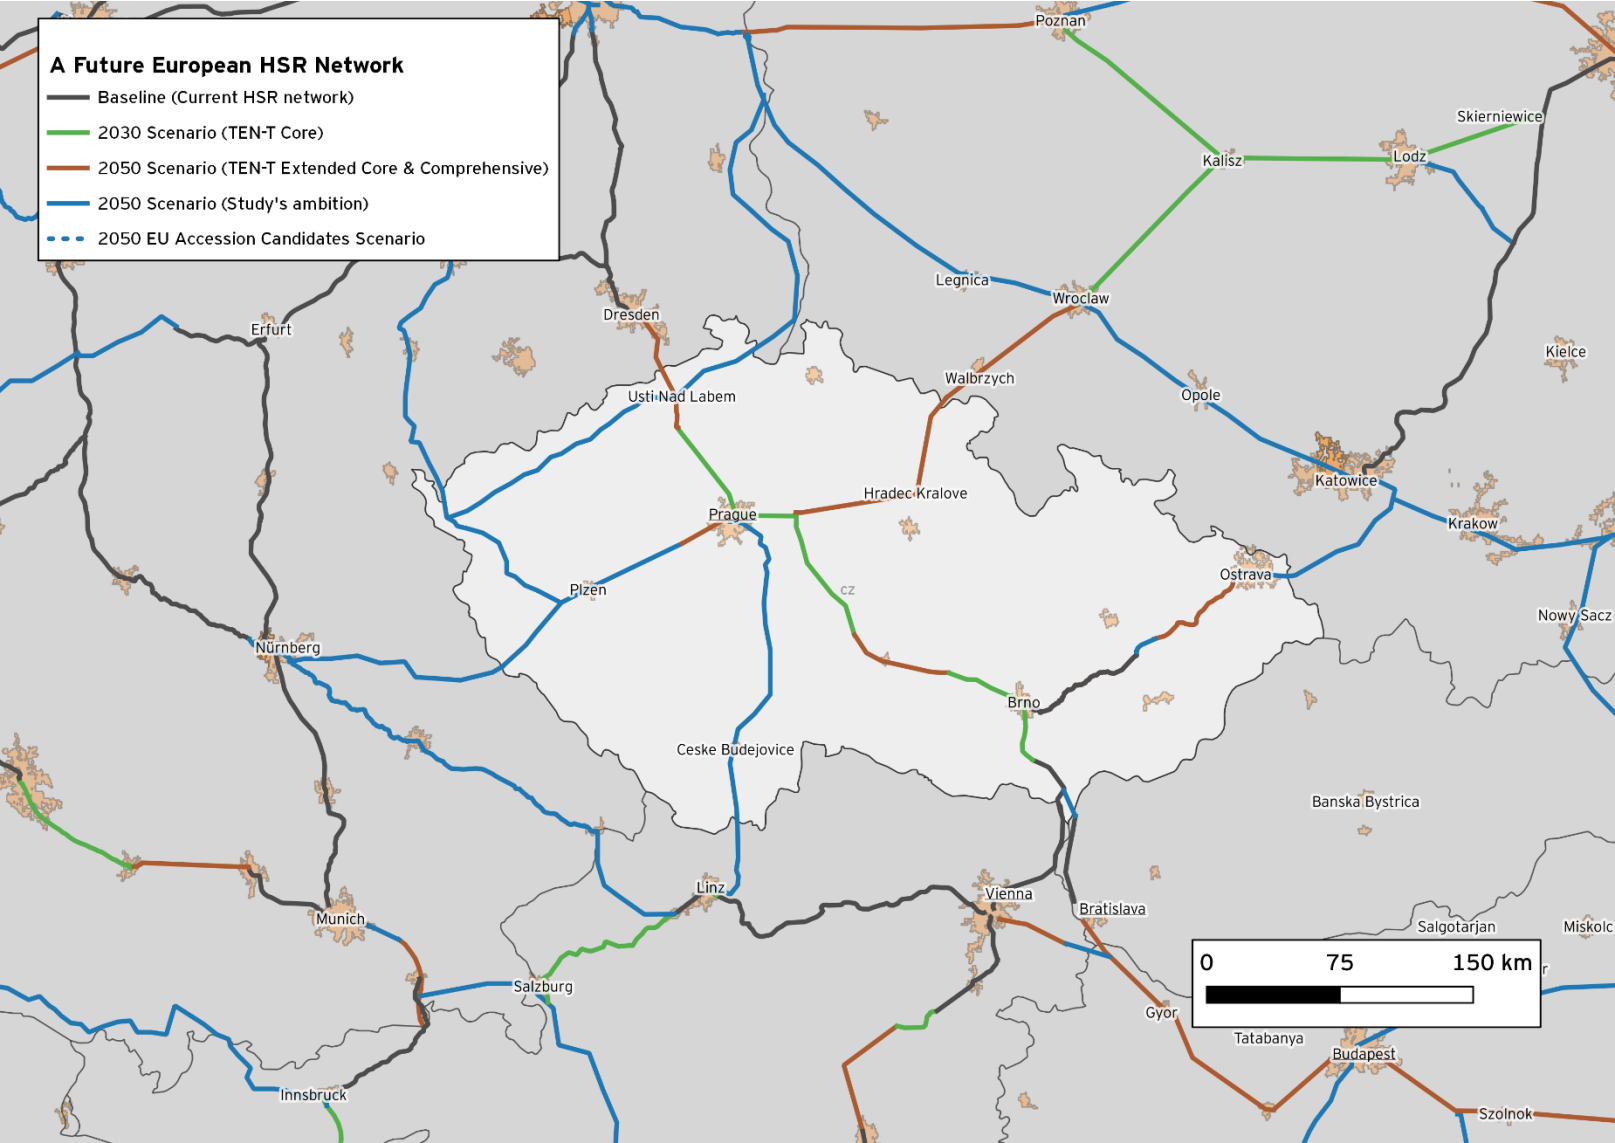 A Future European HSR Network
Baseline (Current HSR network)
2030 Scenario (TEN-T Core)
2050 Scenario (TEN-T Extended Core & Comprehensive)
2050 Scenario (Study's ambition)
2050 EU Accession Candidates Scenario
Poznan
Skierniewice
Lodz
Kalisz
Legnica
Wroclaw
Dresden
Erfurt
Kielce
Walbrzych
Usti Nad Labem
Opole
Katowice
Hradec Kralove
Prague
Krakow
Ostrava
Plzen
CZ
Nowy Sacz
Nürnberg
Brno
Ceske Budejovice
Banska Bystrica
Linz
Vienna
Bratislava
Munich
Salgotarjan
Miskolc
0 75 150 km
r
Salzburg
Gyor
Tatabanya
Budapest
Innsbruck
Szolnok